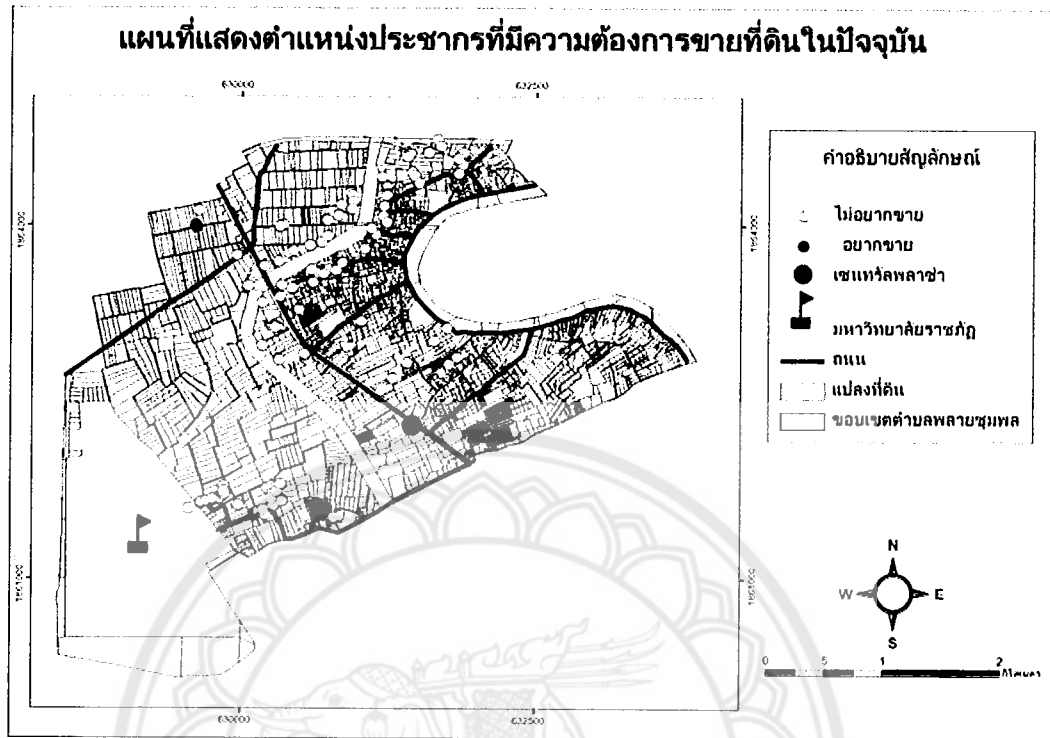 แผนที่แสดงตำแหน่งประชากรที่มีความต้องการขายที่ดินในปัจจุบัน
630000 632500
คำอธิบายสัญลักษณ์
ไม่อยากขาย
อยากขาย
เซ็นทรัลพลาซ่า
มหาวิทยาลัยราชภัฏ
ถนน
แปลงที่ดิน
ขอบเขตตำบลพลายชุมพล
N
W E
S
0 5 1 2
630000 632500